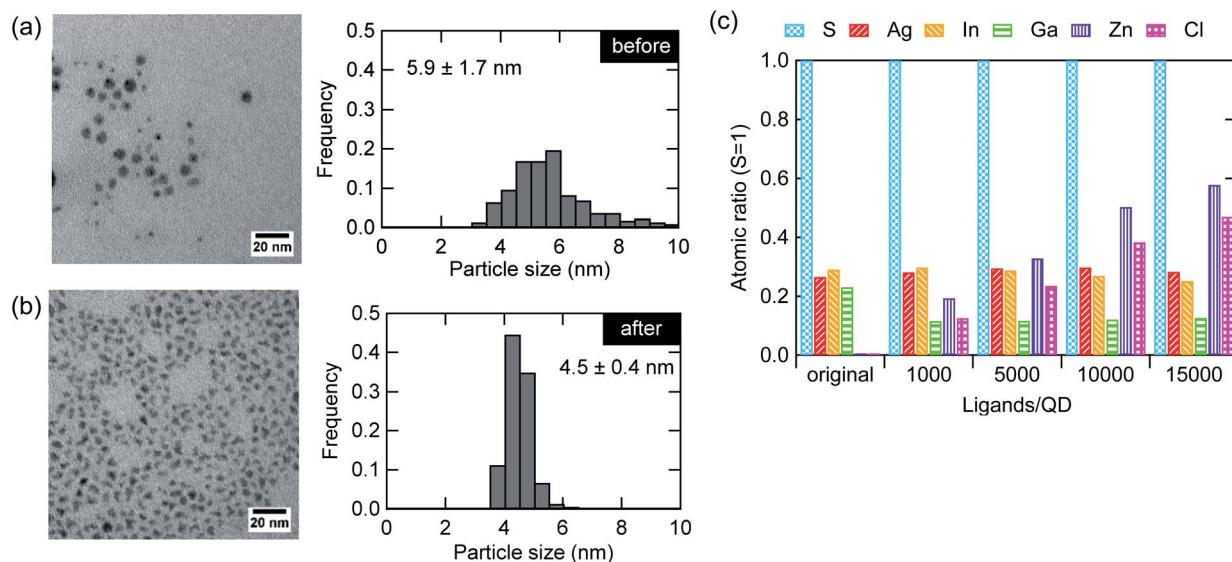 (a)
20 nm
0.5
0.4
0.3
0.2
0.1
0.0
Frequency
before
5.9 ± 1.7 nm
0 2 4 6 8 10
Particle size (nm)
(b)
20 nm
0.5
0.4
0.3
0.2
0.1
0.0
Frequency
after
4.5 ± 0.4 nm
0 2 4 6 8 10
Particle size (nm)
(c)
S Ag In Ga Zn Cl
1.0
0.8
0.6
0.4
0.2
0.0
Atomic ratio (S=1)
original 1000 5000 10000 15000
Ligands/QD